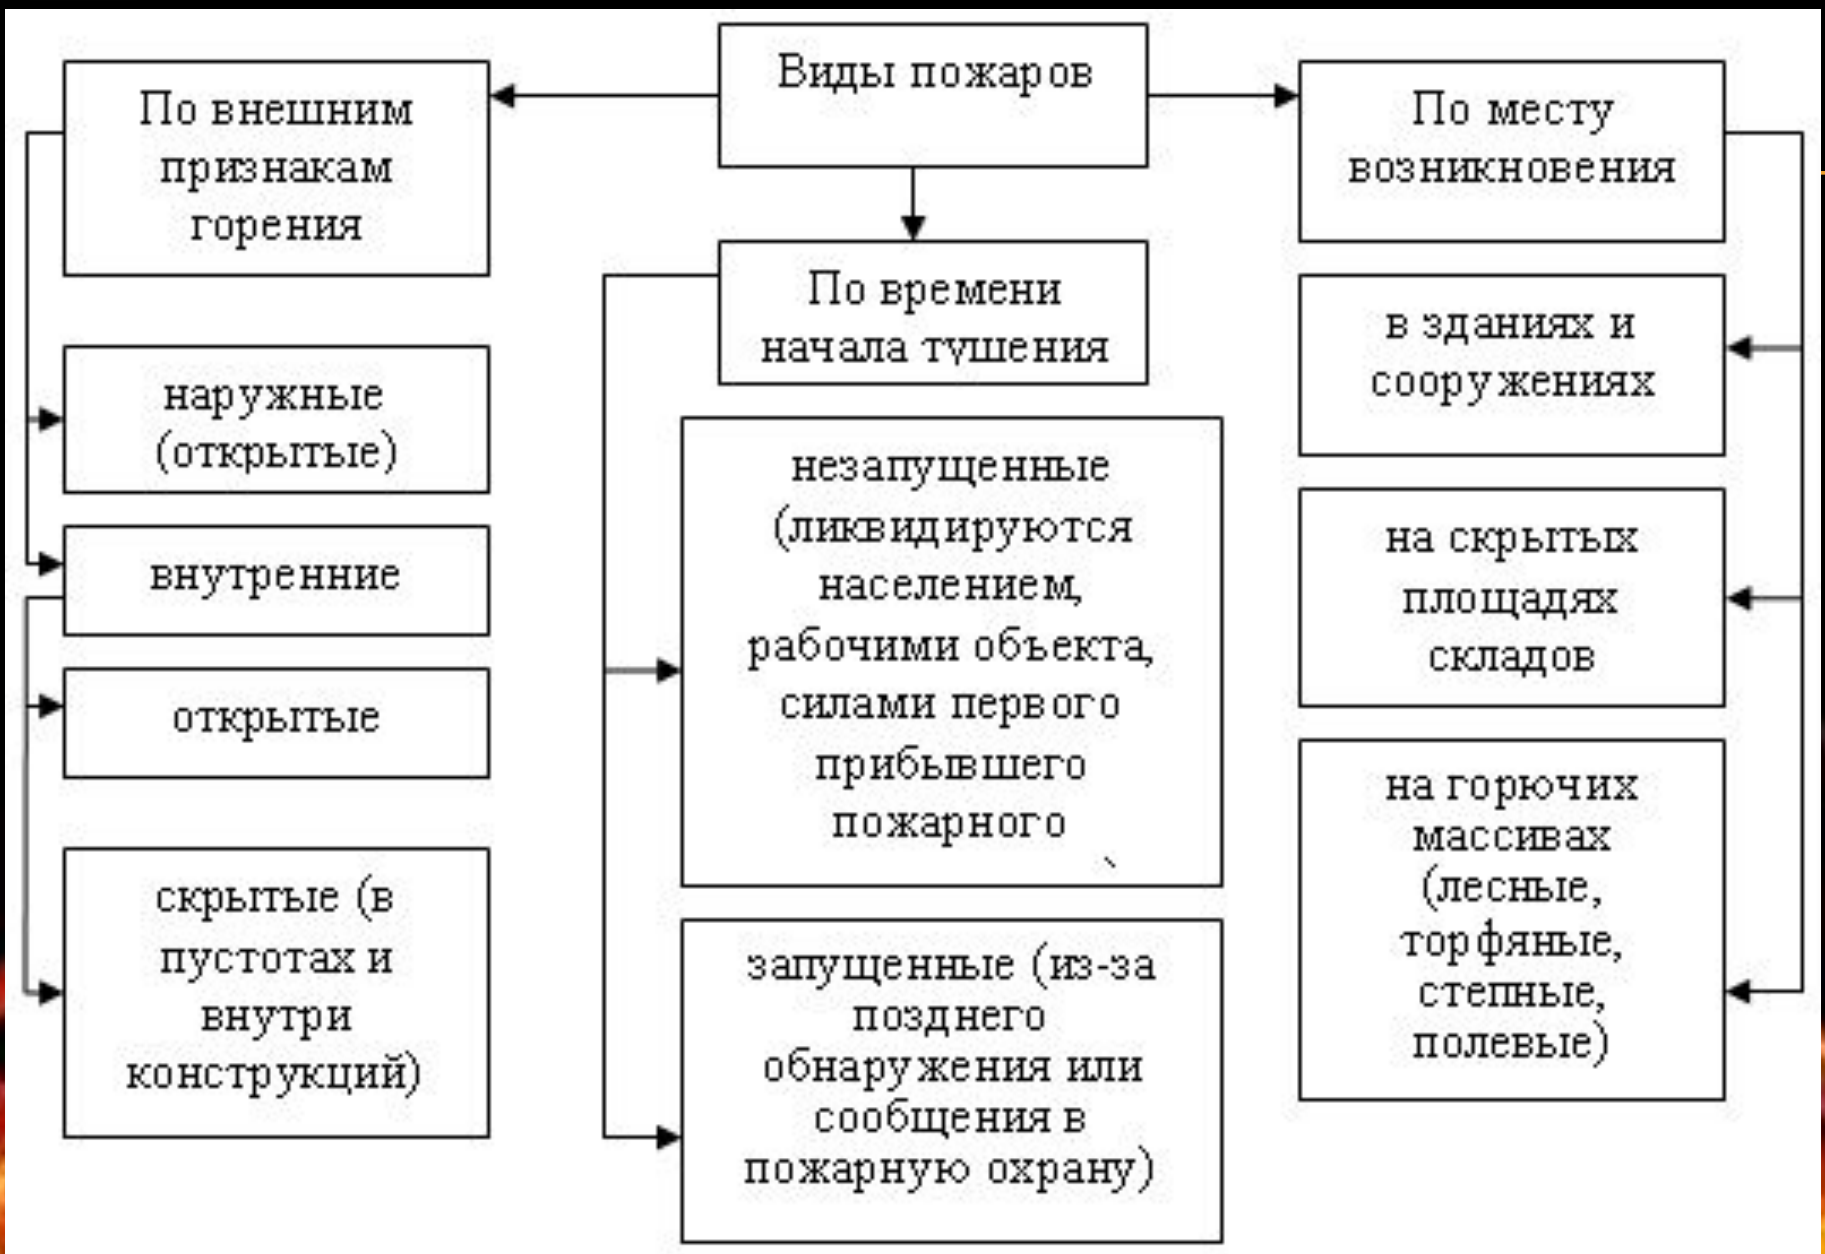 Виды пожаров
По внешним
признакам
горения
наружные
(открытые)
внутренние
открытые
скрытые (в
пустотах и
внутри
конструкций)
По времени
начала тушения
незапущенные
(ликвидируются
населением,
рабочими объекта,
силами первого
прибывшего
пожарного
запущенные (из-за
позднего
обнаружения или
сообщения в
пожарную охрану)
По месту
возникновения
в зданиях и
сооружениях
на скрытых
площадях
складов
на горючих
массивах
(лесные,
торфяные,
степные,
полевые)